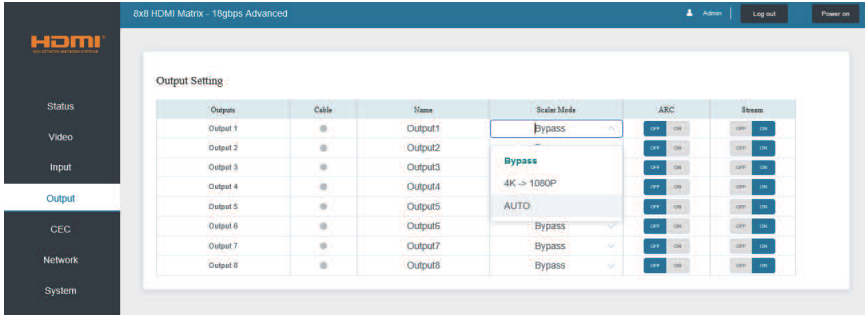 8x8 HDMI Matrix - 18gbps Advanced
Admin
Log out
Power on
HDMI
Status
Video
Input
Output
CEC
Network
System
Output Setting
Outputs Cable Name Scaler Mode ARC Stream
Output 1 Output1 Bypass OFF ON OFF ON
Output 2 Output2 OFF ON OFF ON
Output 3 Output3 OFF ON OFF ON
Output 4 Output4 OFF ON OFF ON
Output 5 Output5 OFF ON OFF ON
Output 6 Output6 Bypass OFF ON OFF ON
Output 7 Output7 Bypass OFF ON OFF ON
Output 8 Output8 Bypass OFF ON OFF ON
Bypass
4K -> 1080P
AUTO